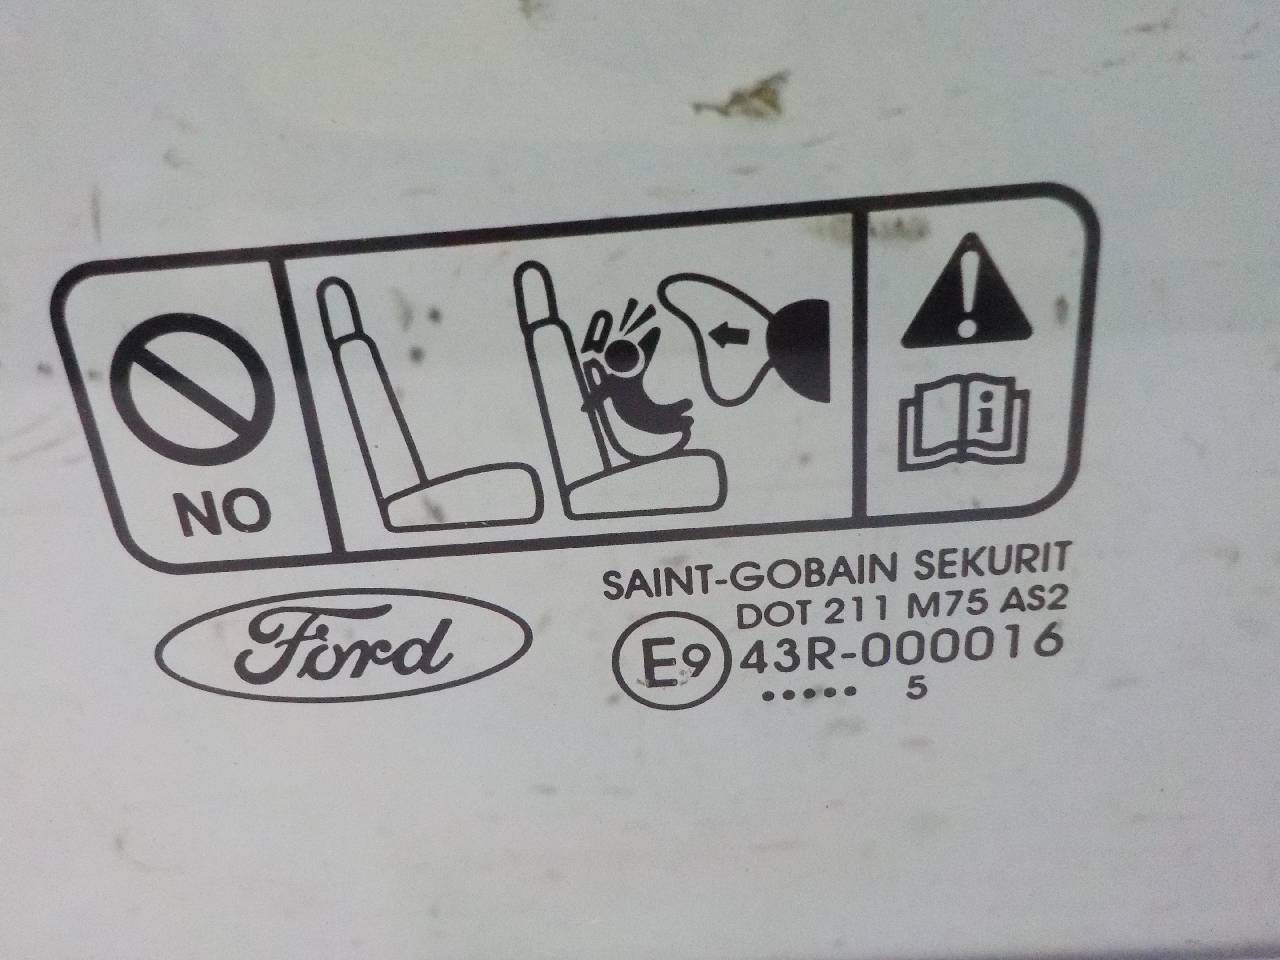 NO
i
Ford
SAINT-GOBAIN SEKURIT
DOT 211 M75 AS2
E9 43R-000016
..... 5